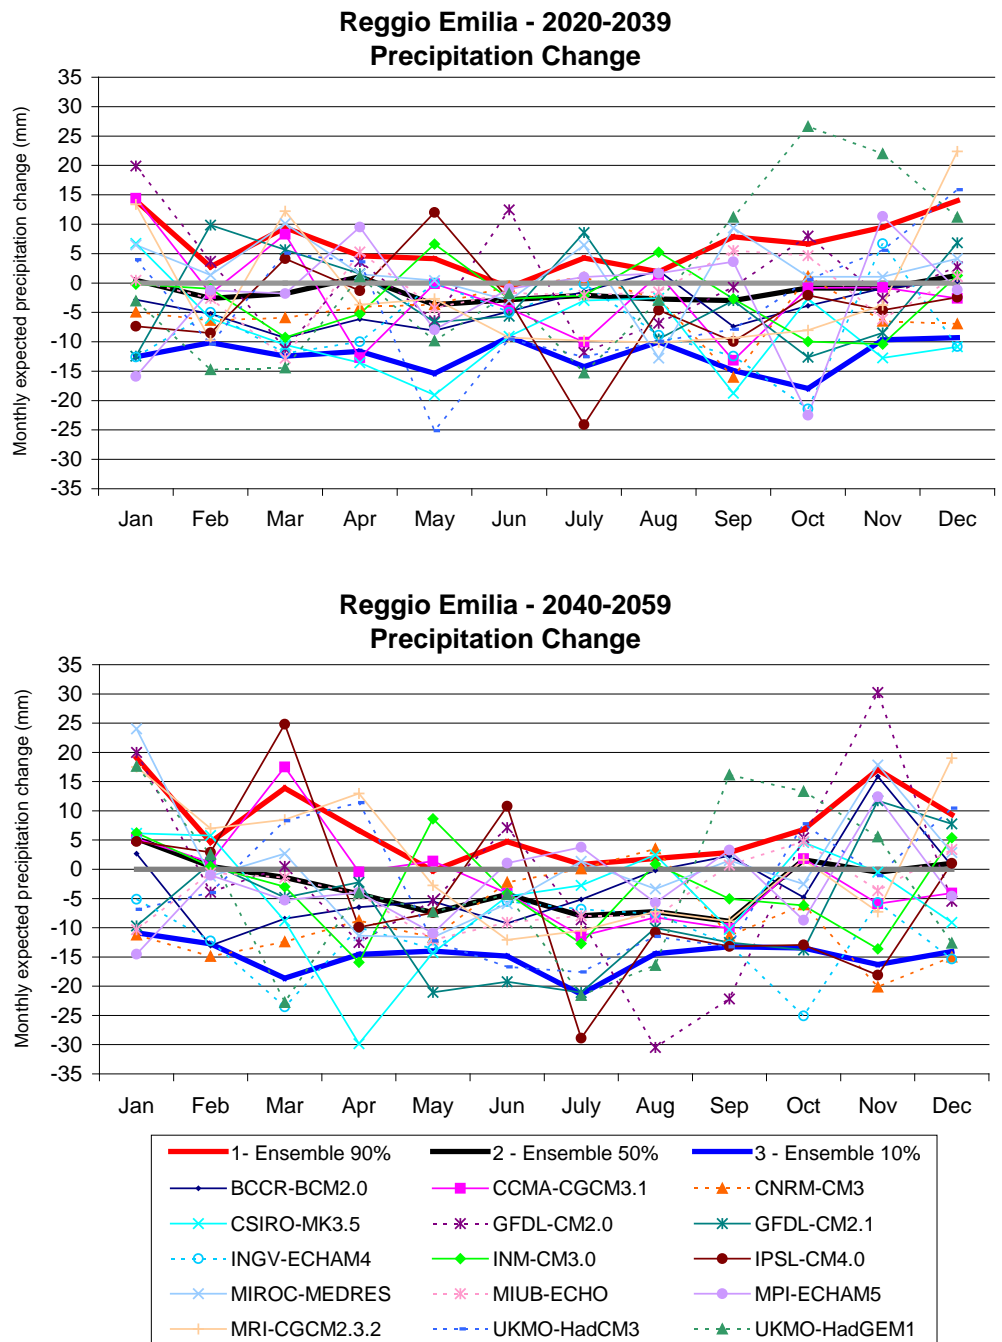 Reggio Emilia - 2020-2039
Precipitation Change
Monthly expected precipitation change (mm)
35
30
25
20
15
10
5
0
-5
-10
-15
-20
-25
-30
-35
Jan Feb Mar Apr May Jun July Aug Sep Oct Nov Dec
Reggio Emilia - 2040-2059
Precipitation Change
Monthly expected precipitation change (mm)
35
30
25
20
15
10
5
0
-5
-10
-15
-20
-25
-30
-35
Jan Feb Mar Apr May Jun July Aug Sep Oct Nov Dec
1- Ensemble 90% 2 - Ensemble 50% 3 - Ensemble 10%
BCCR-BCM2.0 CCMA-CGCM3.1 CNRM-CM3
CSIRO-MK3.5 GFDL-CM2.0 GFDL-CM2.1
INGV-ECHAM4 INM-CM3.0 IPSL-CM4.0
MIROC-MEDRES MIUB-ECHO MPI-ECHAM5
MRI-CGCM2.3.2 UKMO-HadCM3 UKMO-HadGEM1